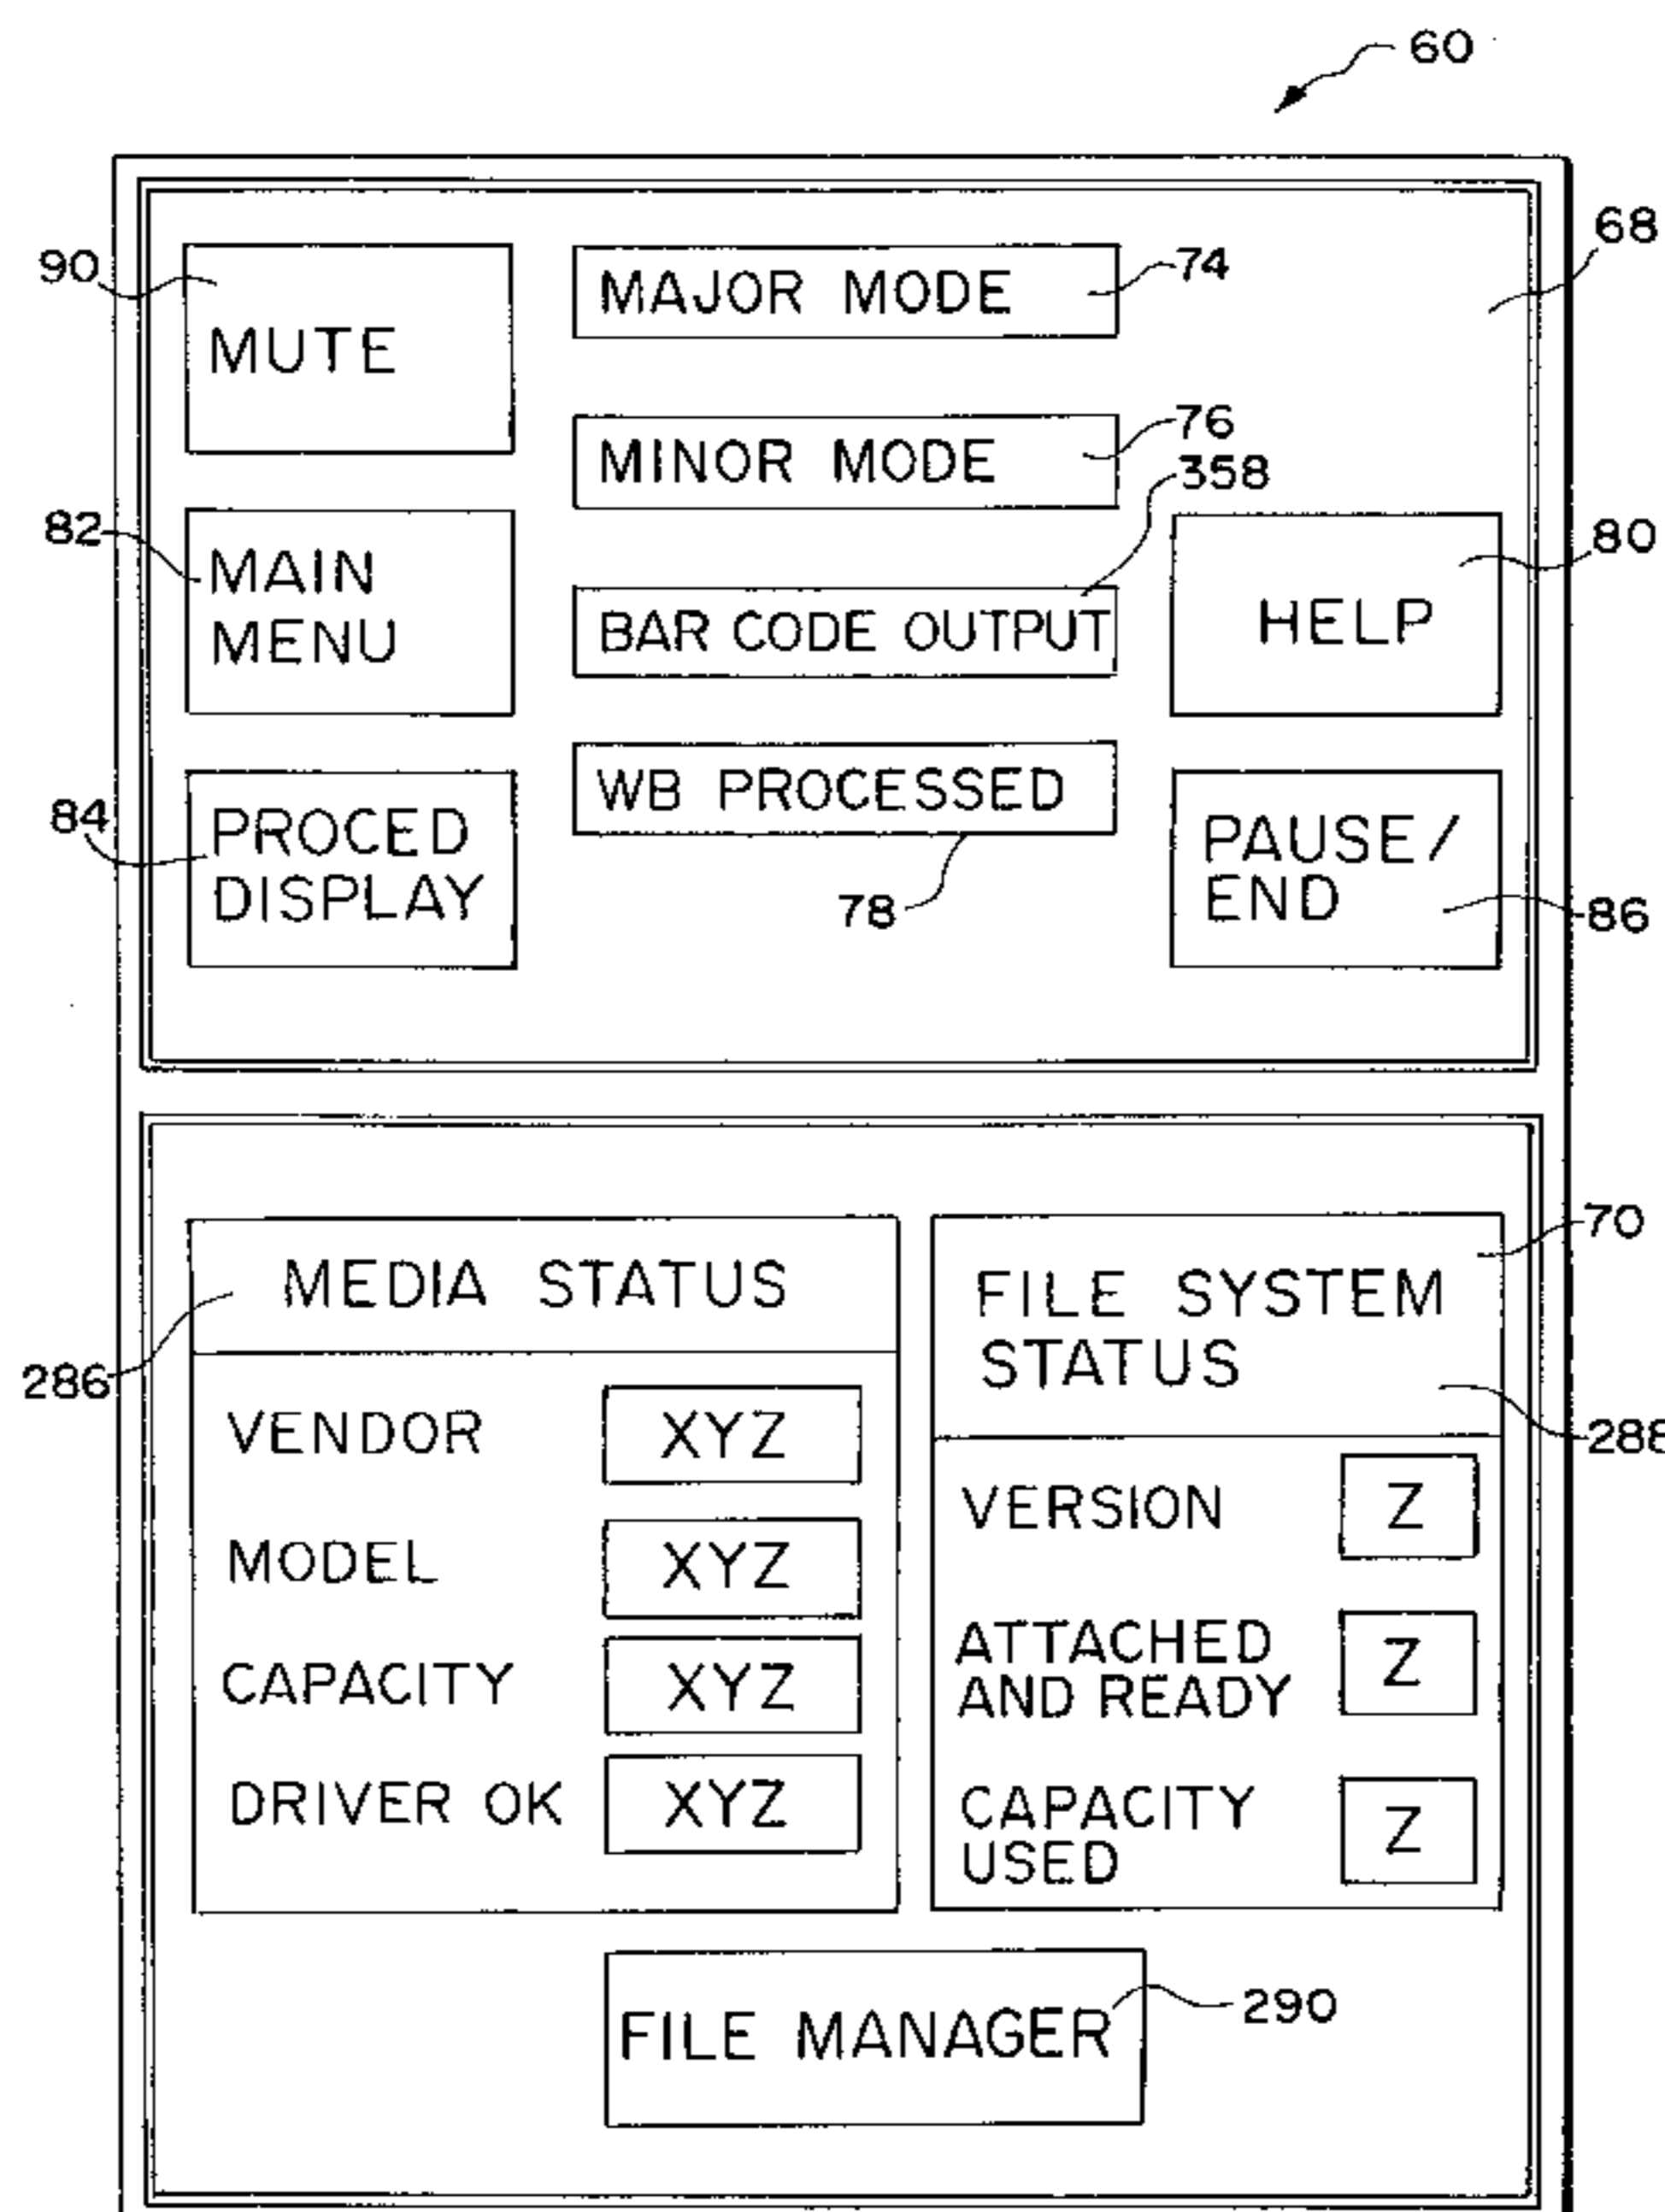 60
68
90
MUTE
MAJOR MODE
74
MINOR MODE
76
358
82
MAIN
MENU
BAR CODE OUTPUT
80
HELP
84
PROCED
DISPLAY
WB PROCESSED
78
PAUSE/
END
86
286
MEDIA STATUS
VENDOR XYZ
MODEL XYZ
CAPACITY XYZ
DRIVER OK XYZ
70
FILE SYSTEM
STATUS
288
VERSION Z
ATTACHED
AND READY Z
CAPACITY
USED Z
FILE MANAGER
290